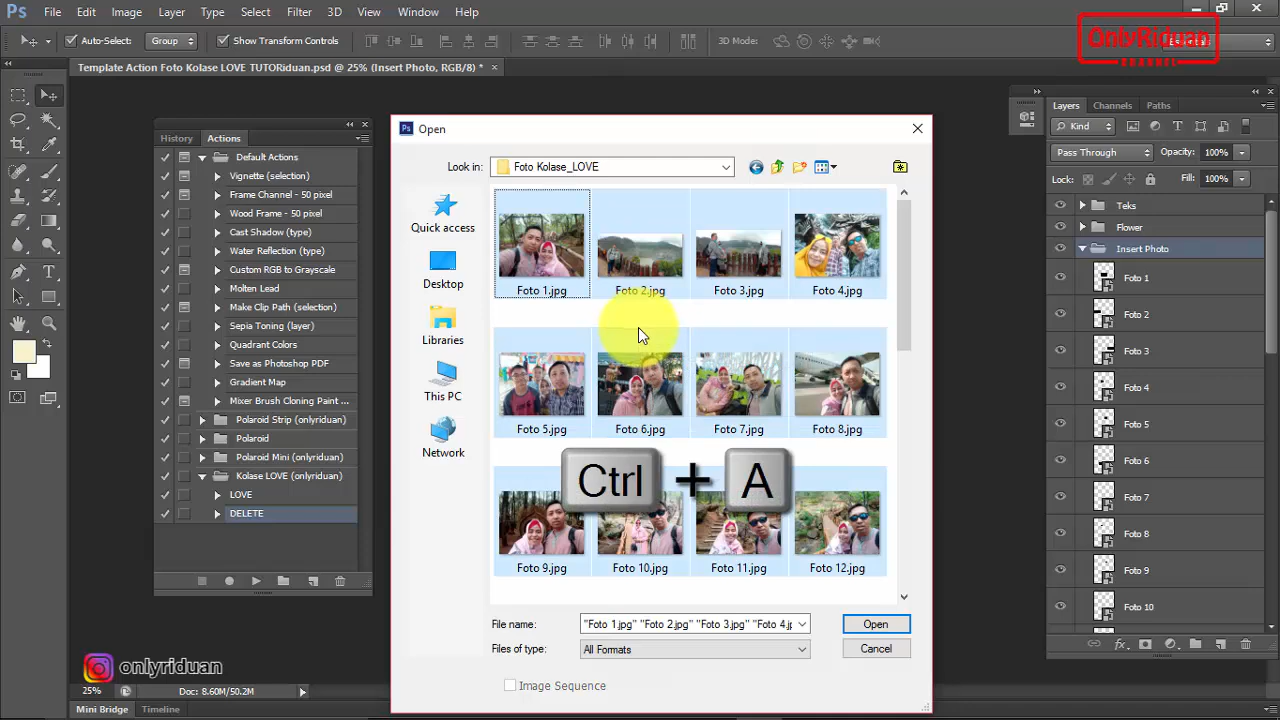 Ps File Edit Image Layer Type Select Filter 3D View Window Help
Auto-Select: Group Show Transform Controls 3D Mode:
OnlyRiduan
CHANNEL
Template Action Foto Kolase LOVE TUTORiduan.psd @ 25% (Insert Photo, RGB/8) * ×
History Actions
Default Actions
Vignette (selection)
Frame Channel - 50 pixel
Wood Frame - 50 pixel
Cast Shadow (type)
Water Reflection (type)
Custom RGB to Grayscale
Molten Lead
Make Clip Path (selection)
Sepia Toning (layer)
Quadrant Colors
Save as Photoshop PDF
Gradient Map
Mixer Brush Cloning Paint ...
Polaroid Strip (onlyriduan)
Polaroid
Polaroid Mini (onlyriduan)
Kolase LOVE (onlyriduan)
LOVE
DELETE
Ps Open
Look in: Foto Kolase_LOVE
Quick access
Desktop
Libraries
This PC
Network
Foto 1.jpg Foto 2.jpg Foto 3.jpg Foto 4.jpg
Foto 5.jpg Foto 6.jpg Foto 7.jpg Foto 8.jpg
Ctrl + A
Foto 9.jpg Foto 10.jpg Foto 11.jpg Foto 12.jpg
File name: "Foto 1.jpg" "Foto 2.jpg" "Foto 3.jpg" "Foto 4.jp
Open
Files of type: All Formats
Cancel
Image Sequence
Layers Channels Paths
Kind
Pass Through Opacity: 100%
Lock: Fill: 100%
Teks
Flower
Insert Photo
Foto 1
Foto 2
Foto 3
Foto 4
Foto 5
Foto 6
Foto 7
Foto 8
Foto 9
Foto 10
onlyriduan
25% Doc: 8.60M/50.2M
Mini Bridge Timeline